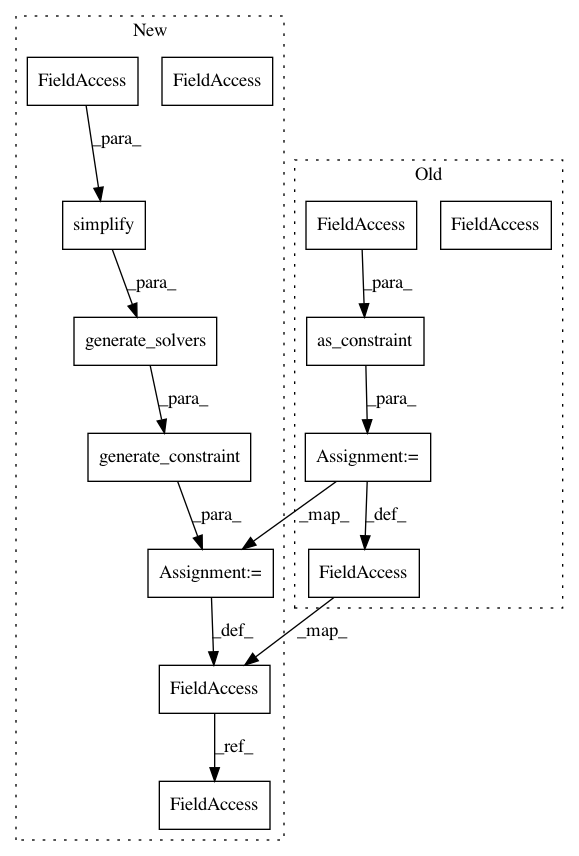 New
FieldAccess
FieldAccess
_para_
Old
simplify
FieldAccess
FieldAccess
_para_
_para_
generate_solvers
as_constraint
_para_
_para_
generate_constraint
Assignment:=
_para_
_map_
_def_
Assignment:=
FieldAccess
_def_
_map_
FieldAccess
_ref_
FieldAccess